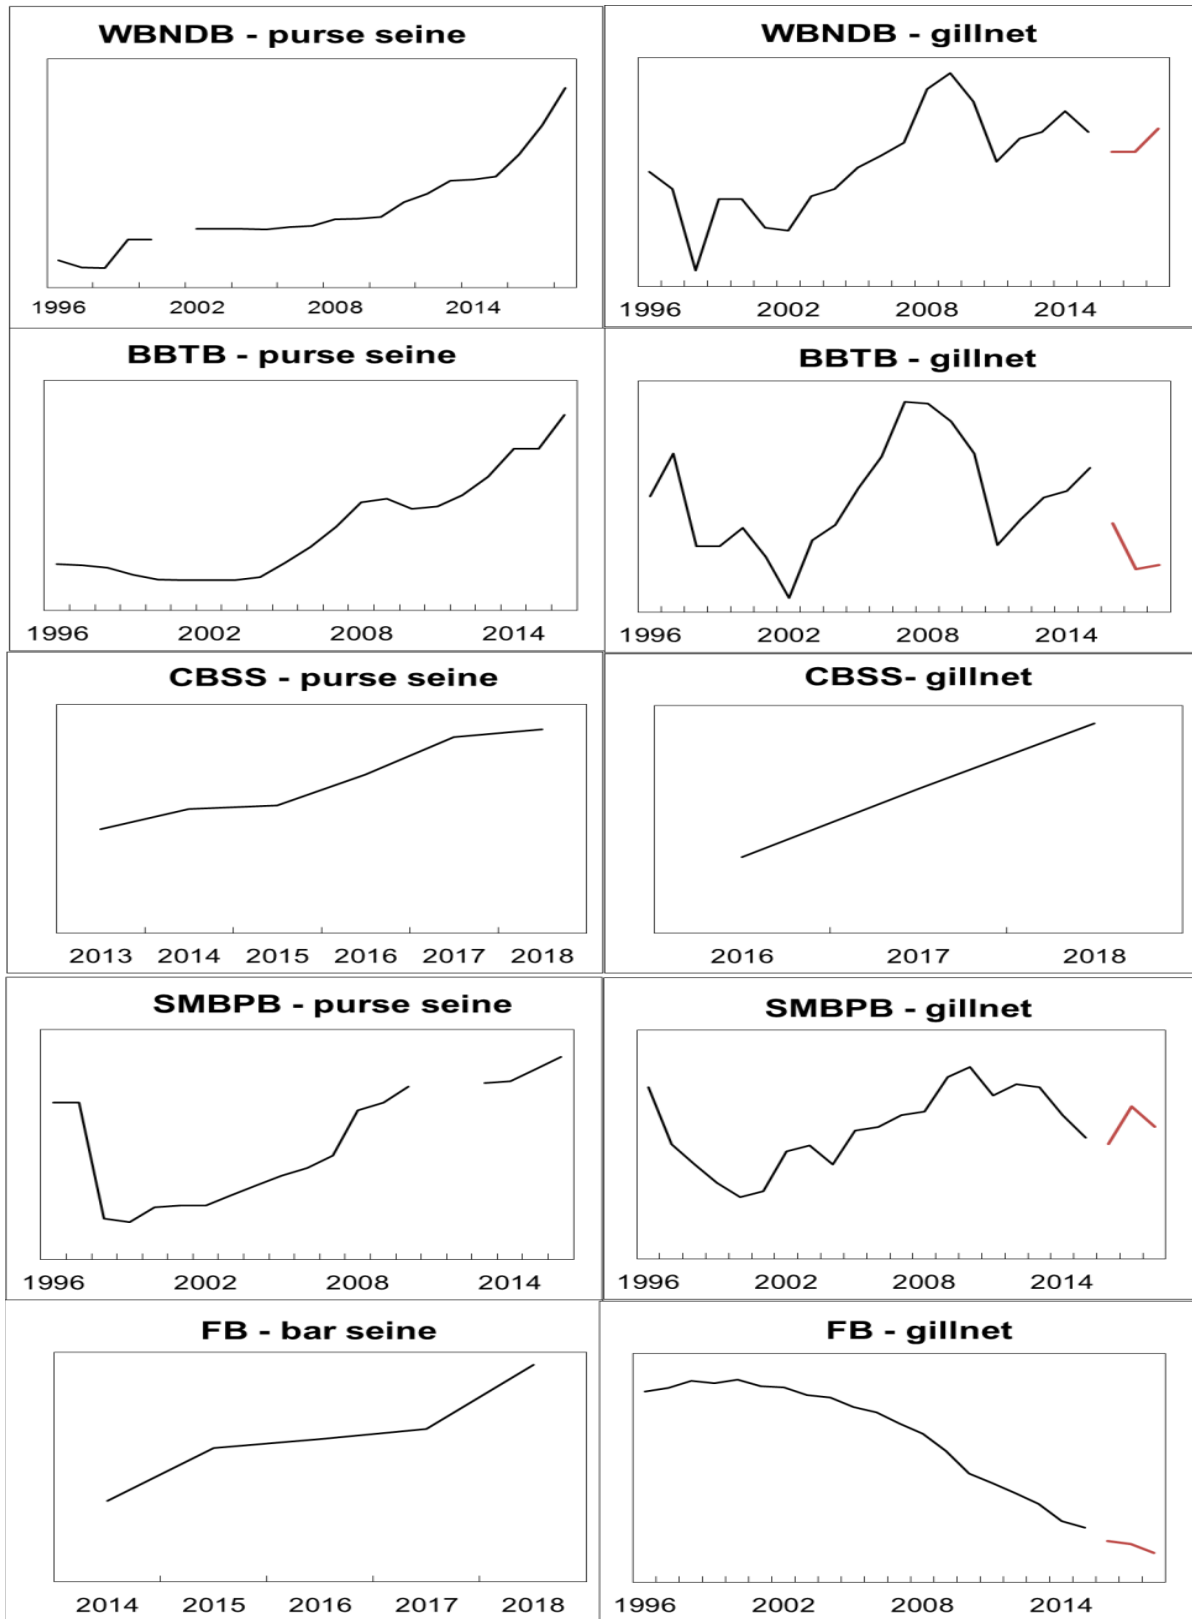 WBNDB - purse seine
1996 2002 2008 2014
WBNDB - gillnet
1996 2002 2008 2014
BBTB - purse seine
1996 2002 2008 2014
BBTB - gillnet
1996 2002 2008 2014
CBSS - purse seine
2013 2014 2015 2016 2017 2018
CBSS- gillnet
2016 2017 2018
SMBPB - purse seine
1996 2002 2008 2014
SMBPB - gillnet
1996 2002 2008 2014
FB - bar seine
2014 2015 2016 2017 2018
FB - gillnet
1996 2002 2008 2014